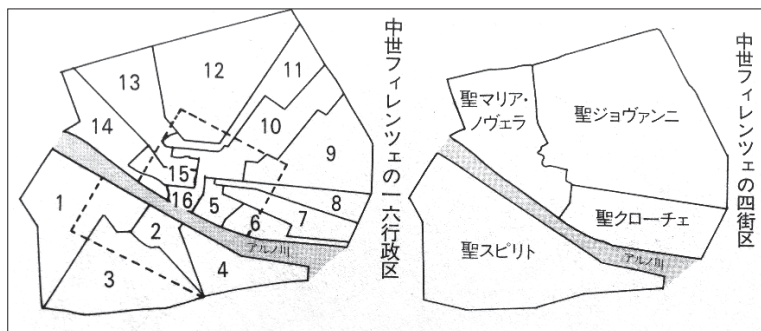 中世フィレンツェの一六行政区
1
2
3
4
5
6
7
8
9
10
11
12
13
14
15
16
アルノ川
中世フィレンツェの四街区
聖マリア・
ノヴェラ
聖ジョヴァンニ
聖クローチェ
聖スピリト
アルノ川